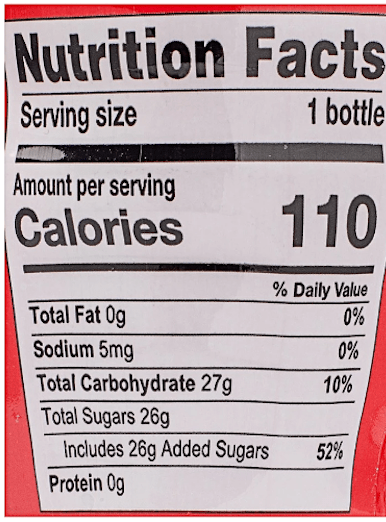 Nutrition Facts
Serving size 1 bottle
Amount per serving
Calories 110
% Daily Value
Total Fat 0g 0%
Sodium 5mg 0%
Total Carbohydrate 27g 10%
Total Sugars 26g
Includes 26g Added Sugars 52%
Protein 0g